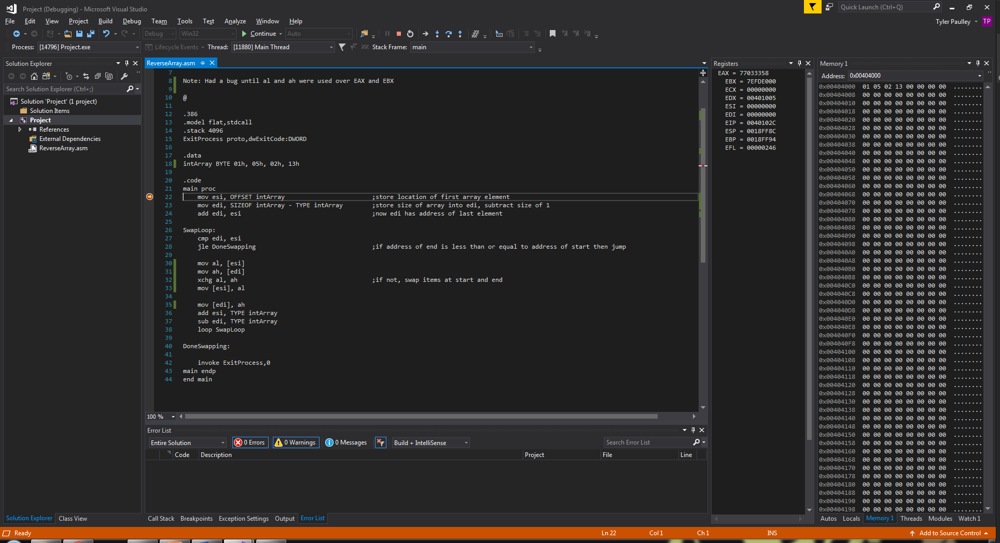 Project (Debugging) - Microsoft Visual Studio
Quick Launch (Ctrl+Q)
File Edit View Project Build Debug Team Tools Test Analyze Window Help
Tyler Paulley TP
Debug Win32 Continue Auto
Process: [14796] Project.exe Lifecycle Events Thread: [11880] Main Thread Stack Frame: main
Solution Explorer
Search Solution Explorer (Ctrl+;)
Solution 'Project' (1 project)
Solution Items
Project
References
External Dependencies
ReverseArray.asm
Solution Explorer Class View
ReverseArray.asm
7
8 Note: Had a bug until al and ah were used over EAX and EBX
9
10 @
11
12 .386
13 .model flat,stdcall
14 .stack 4096
15 ExitProcess proto,dwExitCode:DWORD
16
17 .data
18 intArray BYTE 01h, 05h, 02h, 13h
19
20 .code
21 main proc
22 mov esi, OFFSET intArray ;store location of first array element
23 mov edi, SIZEOF intArray - TYPE intArray ;store size of array into edi, subtract size of 1
24 add edi, esi ;now edi has address of last element
25
26 SwapLoop:
27 cmp edi, esi
28 jle DoneSwapping ;if address of end is less than or equal to address of start then jump
29
30 mov al, [esi]
31 mov ah, [edi]
32 xchg al, ah ;if not, swap items at start and end
33 mov [esi], al
34
35 mov [edi], ah
36 add esi, TYPE intArray
37 sub edi, TYPE intArray
38 loop SwapLoop
39
40 DoneSwapping:
41
42 invoke ExitProcess,0
43 main endp
44 end main
100 %
Error List
Entire Solution 0 Errors 0 Warnings 0 Messages Build + IntelliSense Search Error List
Code Description Project File Line
Call Stack Breakpoints Exception Settings Output Error List
Registers
EAX = 77033358
EBX = 7EFDE000
ECX = 00000000
EDX = 00401005
ESI = 00000000
EDI = 00000000
EIP = 0040102C
ESP = 0018FF8C
EBP = 0018FF94
EFL = 00000246
Memory 1
Address: 0x00404000
0x00404000 01 05 02 13 00 00 00 00 ........
0x00404008 00 00 00 00 00 00 00 00 ........
0x00404010 00 00 00 00 00 00 00 00 ........
0x00404018 00 00 00 00 00 00 00 00 ........
0x00404020 00 00 00 00 00 00 00 00 ........
0x00404028 00 00 00 00 00 00 00 00 ........
0x00404030 00 00 00 00 00 00 00 00 ........
0x00404038 00 00 00 00 00 00 00 00 ........
0x00404040 00 00 00 00 00 00 00 00 ........
0x00404048 00 00 00 00 00 00 00 00 ........
0x00404050 00 00 00 00 00 00 00 00 ........
0x00404058 00 00 00 00 00 00 00 00 ........
0x00404060 00 00 00 00 00 00 00 00 ........
0x00404068 00 00 00 00 00 00 00 00 ........
0x00404070 00 00 00 00 00 00 00 00 ........
0x00404078 00 00 00 00 00 00 00 00 ........
0x00404080 00 00 00 00 00 00 00 00 ........
0x00404088 00 00 00 00 00 00 00 00 ........
0x00404090 00 00 00 00 00 00 00 00 ........
0x00404098 00 00 00 00 00 00 00 00 ........
0x004040A0 00 00 00 00 00 00 00 00 ........
0x004040A8 00 00 00 00 00 00 00 00 ........
0x004040B0 00 00 00 00 00 00 00 00 ........
0x004040B8 00 00 00 00 00 00 00 00 ........
0x004040C0 00 00 00 00 00 00 00 00 ........
0x004040C8 00 00 00 00 00 00 00 00 ........
0x004040D0 00 00 00 00 00 00 00 00 ........
0x004040D8 00 00 00 00 00 00 00 00 ........
0x004040E0 00 00 00 00 00 00 00 00 ........
0x004040E8 00 00 00 00 00 00 00 00 ........
0x004040F0 00 00 00 00 00 00 00 00 ........
0x004040F8 00 00 00 00 00 00 00 00 ........
0x00404100 00 00 00 00 00 00 00 00 ........
0x00404108 00 00 00 00 00 00 00 00 ........
0x00404110 00 00 00 00 00 00 00 00 ........
0x00404118 00 00 00 00 00 00 00 00 ........
0x00404120 00 00 00 00 00 00 00 00 ........
0x00404128 00 00 00 00 00 00 00 00 ........
0x00404130 00 00 00 00 00 00 00 00 ........
0x00404138 00 00 00 00 00 00 00 00 ........
0x00404140 00 00 00 00 00 00 00 00 ........
0x00404148 00 00 00 00 00 00 00 00 ........
0x00404150 00 00 00 00 00 00 00 00 ........
0x00404158 00 00 00 00 00 00 00 00 ........
0x00404160 00 00 00 00 00 00 00 00 ........
0x00404168 00 00 00 00 00 00 00 00 ........
0x00404170 00 00 00 00 00 00 00 00 ........
0x00404178 00 00 00 00 00 00 00 00 ........
0x00404180 00 00 00 00 00 00 00 00 ........
0x00404188 00 00 00 00 00 00 00 00 ........
0x00404190 00 00 00 00 00 00 00 00 ........
0x00404198 00 00 00 00 00 00 00 00 ........
Autos Locals Memory 1 Threads Modules Watch 1
Ready Ln 22 Col 1 Ch 1 INS Add to Source Control